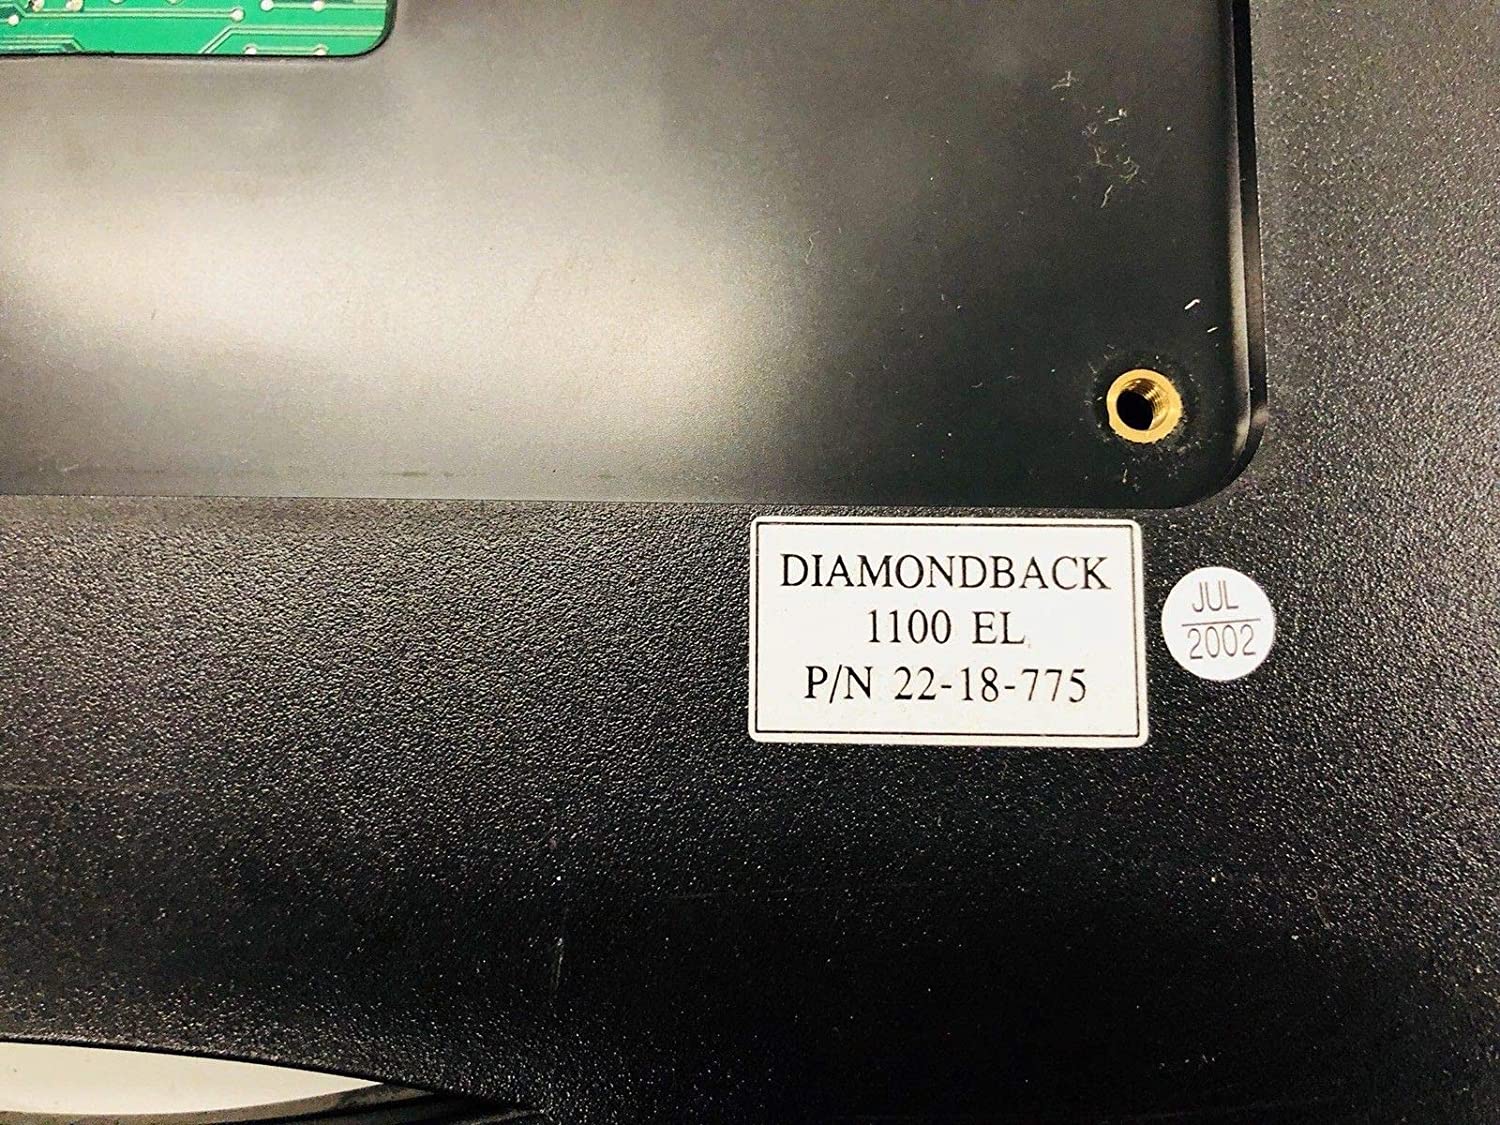 DIAMONDBACK
1100 EL
P/N 22-18-775
JUL
2002